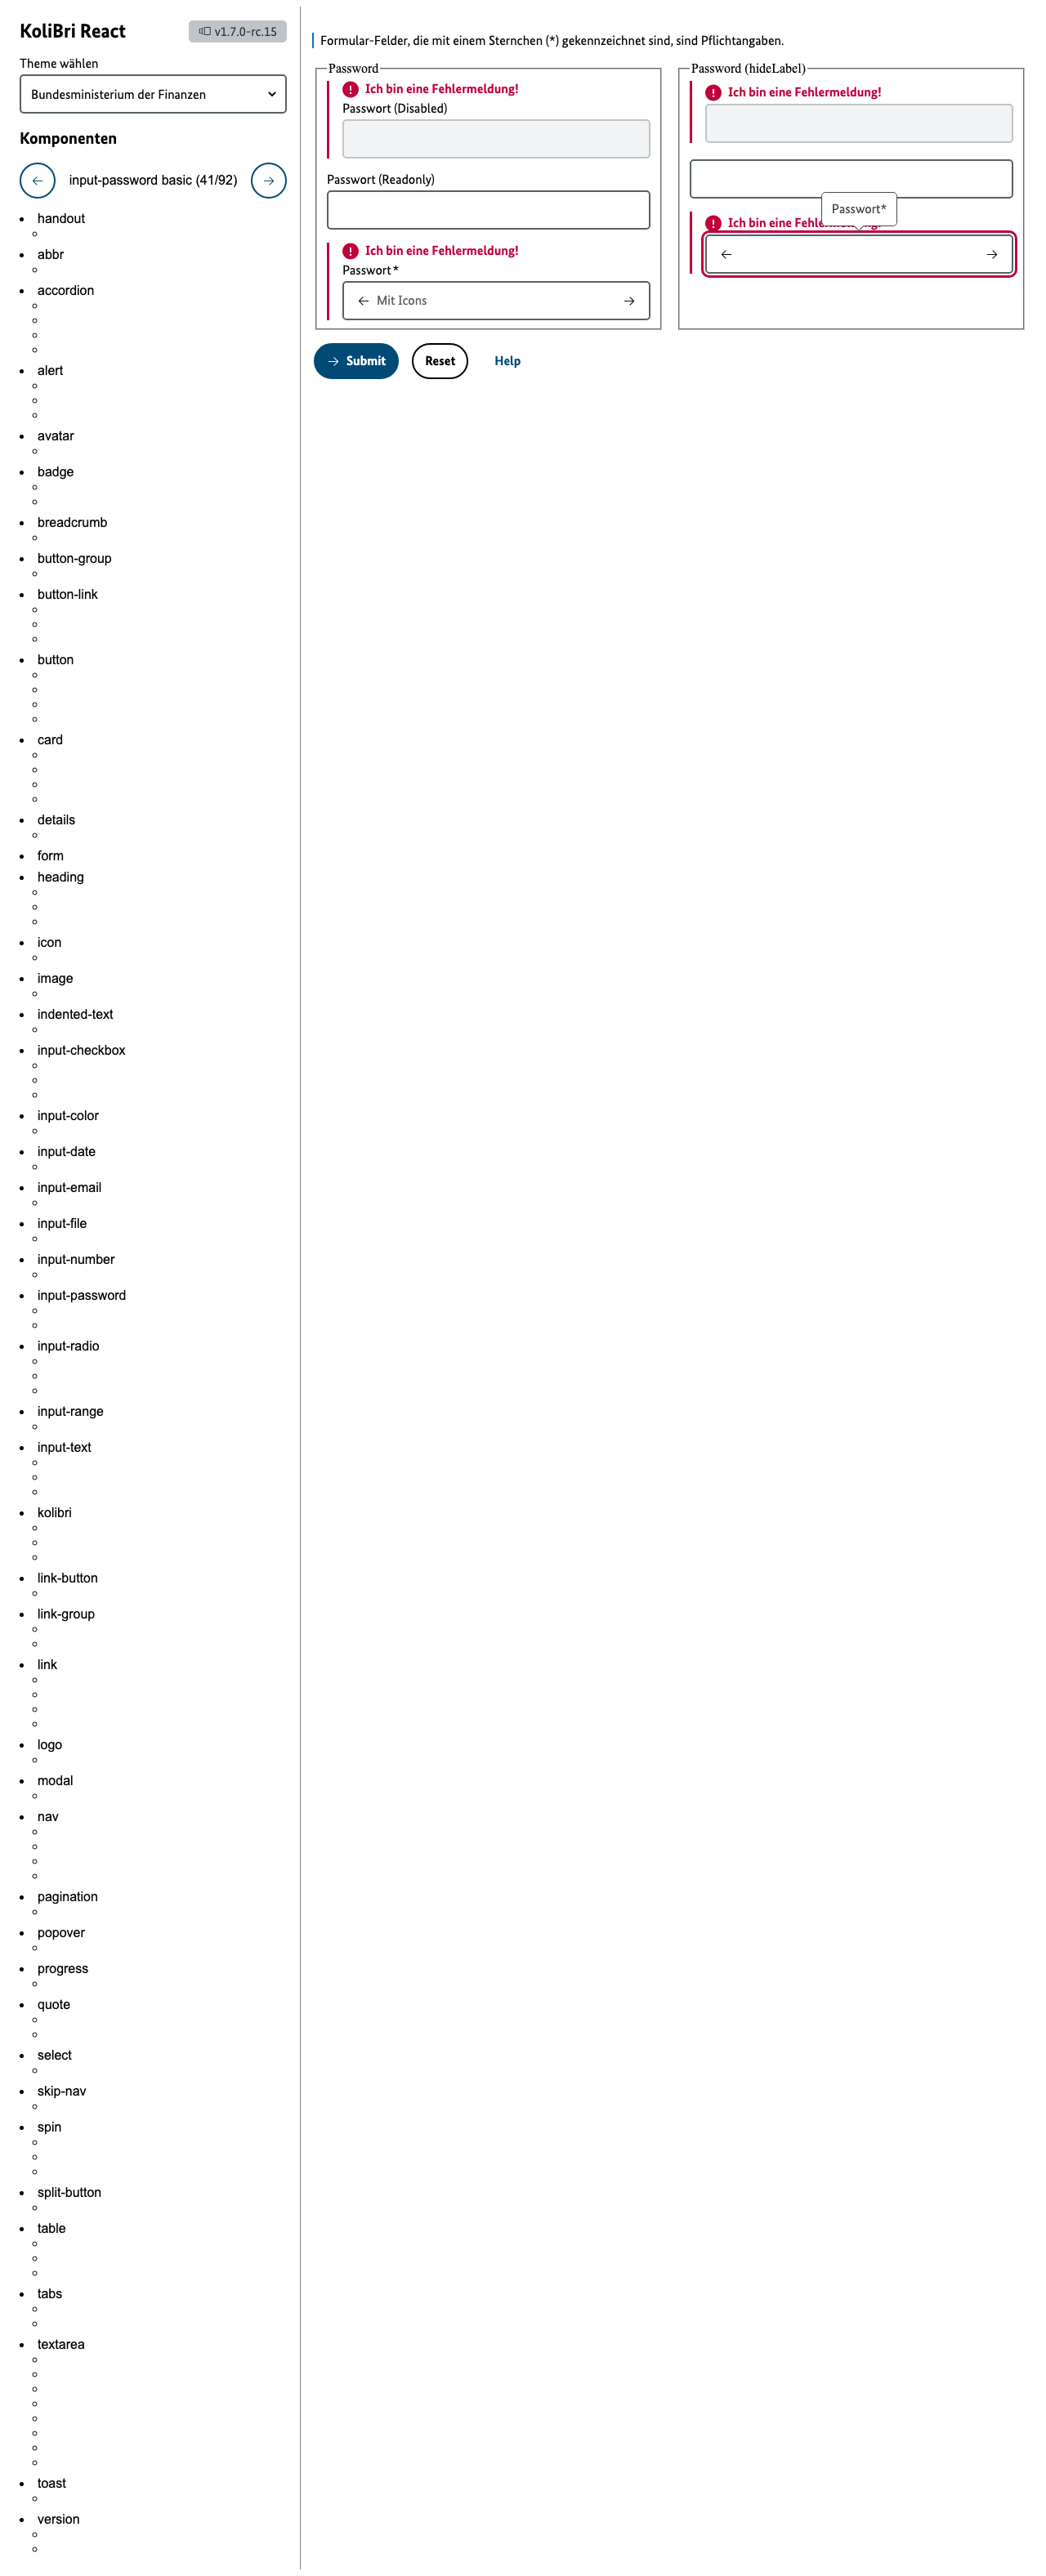 KoliBri React
v1.7.0-rc.15
Theme wählen
Bundesministerium der Finanzen
Komponenten
input-password basic (41/92)
handout
abbr
accordion
alert
avatar
badge
breadcrumb
button-group
button-link
button
card
details
form
heading
icon
image
indented-text
input-checkbox
input-color
input-date
input-email
input-file
input-number
input-password
input-radio
input-range
input-text
kolibri
link-button
link-group
link
logo
modal
nav
pagination
popover
progress
quote
select
skip-nav
spin
split-button
table
tabs
textarea
toast
version
Formular-Felder, die mit einem Sternchen (*) gekennzeichnet sind, sind Pflichtangaben.
Password
Ich bin eine Fehlermeldung!
Passwort (Disabled)
Passwort (Readonly)
Ich bin eine Fehlermeldung!
Passwort*
Mit Icons
Password (hideLabel)
Ich bin eine Fehlermeldung!
Passwort*
Ich bin eine
Submit
Reset
Help